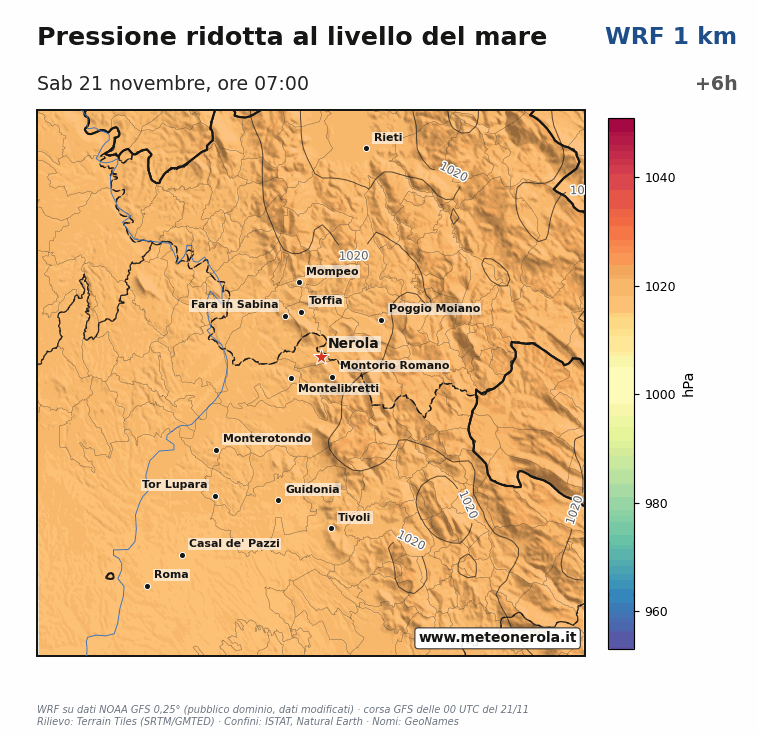 Pressione ridotta al livello del mare
WRF 1 km
Sab 21 novembre, ore 07:00
+6h
Rieti
1020
10
1020
Mompeo
Fara in Sabina
Toffia
Poggio Moiano
Nerola
Montorio Romano
Montelibretti
Monterotondo
Tor Lupara
Guidonia
1020
1020
Tivoli
1020
Casal de' Pazzi
Roma
www.meteonerola.it
1040
1020
1000
980
960
hPa
WRF su dati NOAA GFS 0,25° (pubblico dominio, dati modificati) · corsa GFS delle 00 UTC del 21/11
Rilievo: Terrain Tiles (SRTM/GMTED) · Confini: ISTAT, Natural Earth · Nomi: GeoNames